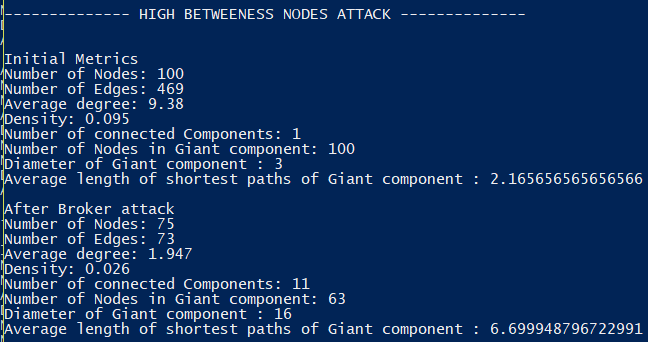 -------------- HIGH BETWEENESS NODES ATTACK --------------
Initial Metrics
Number of Nodes: 100
Number of Edges: 469
Average degree: 9.38
Density: 0.095
Number of connected Components: 1
Number of Nodes in Giant component: 100
Diameter of Giant component : 3
Average length of shortest paths of Giant component : 2.165656565656566
After Broker attack
Number of Nodes: 75
Number of Edges: 73
Average degree: 1.947
Density: 0.026
Number of connected Components: 11
Number of Nodes in Giant component: 63
Diameter of Giant component : 16
Average length of shortest paths of Giant component : 6.699948796722991